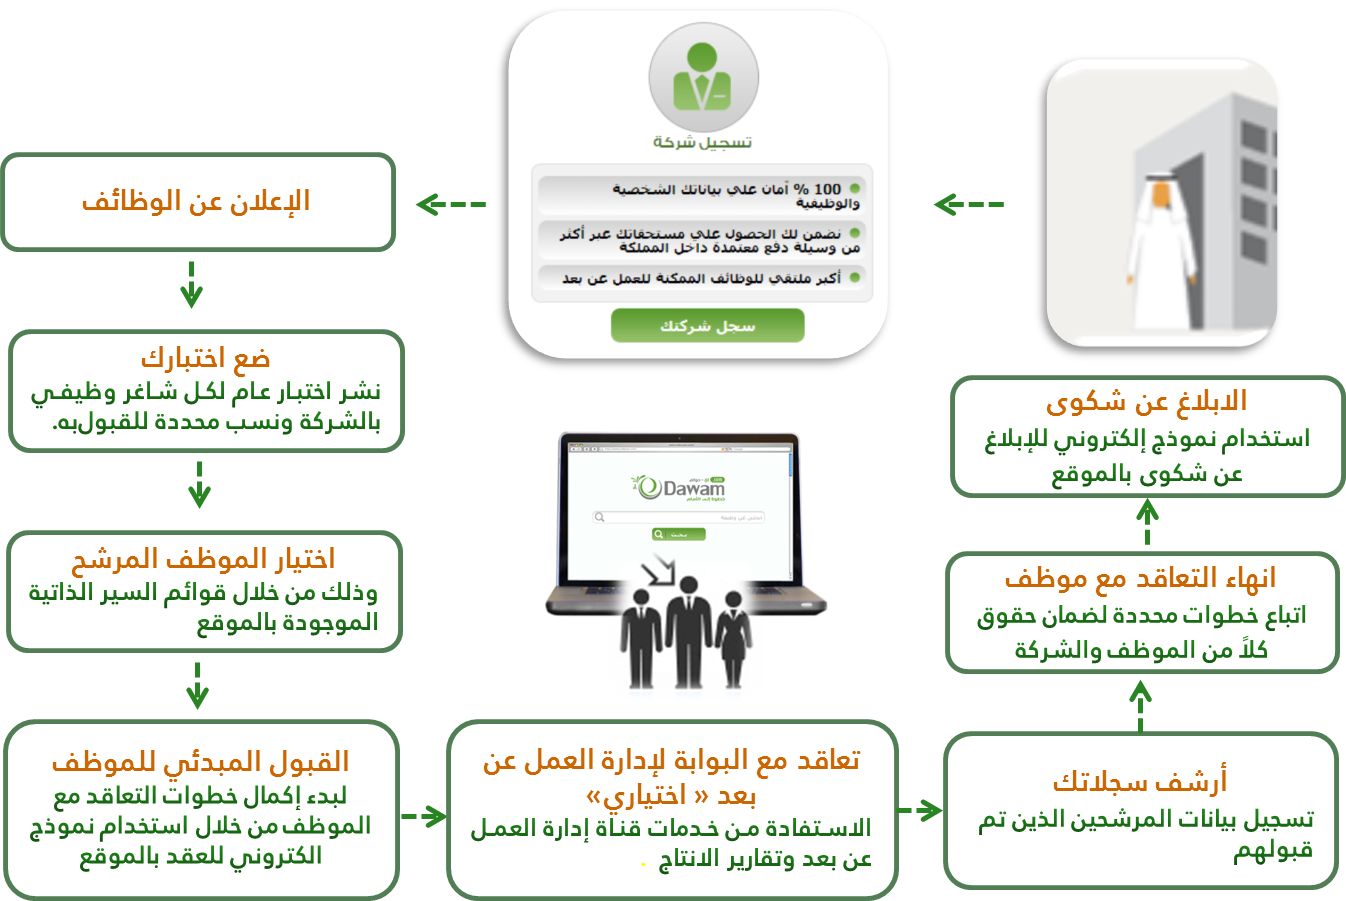 تسجيل شركة
100 % أمان علي بياناتك الشخصية
والوظيفية
نضمن لك الحصول علي مستحقاتك عبر أكثر
من وسيلة دفع معتمدة داخل المملكة
أكبر ملتقي للوظائف الممكنة للعمل عن بعد
سجل شركتك
الإعلان عن الوظائف
ضع اختبارك
نشر اختبار عام لكل شاغر وظيفي
بالشركة ونسب محددة للقبول به.
اختيار الموظف المرشح
وذلك من خلال قوائم السير الذاتية
الموجودة بالموقع
القبول المبدئي للموظف
لبدء إكمال خطوات التعاقد مع
الموظف من خلال استخدام نموذج
الكتروني للعقد بالموقع
تعاقد مع البوابة لإدارة العمل عن
بعد « اختياري»
الاستفادة من خدمات قناة إدارة العمل
عن بعد وتقارير الانتاج .
أرشف سجلاتك
تسجيل بيانات المرشحين الذين تم
قبولهم
انهاء التعاقد مع موظف
اتباع خطوات محددة لضمان حقوق
كلاً من الموظف والشركة
الابلاغ عن شكوى
استخدام نموذج إلكتروني للإبلاغ
عن شكوى بالموقع
Dawam
بحث